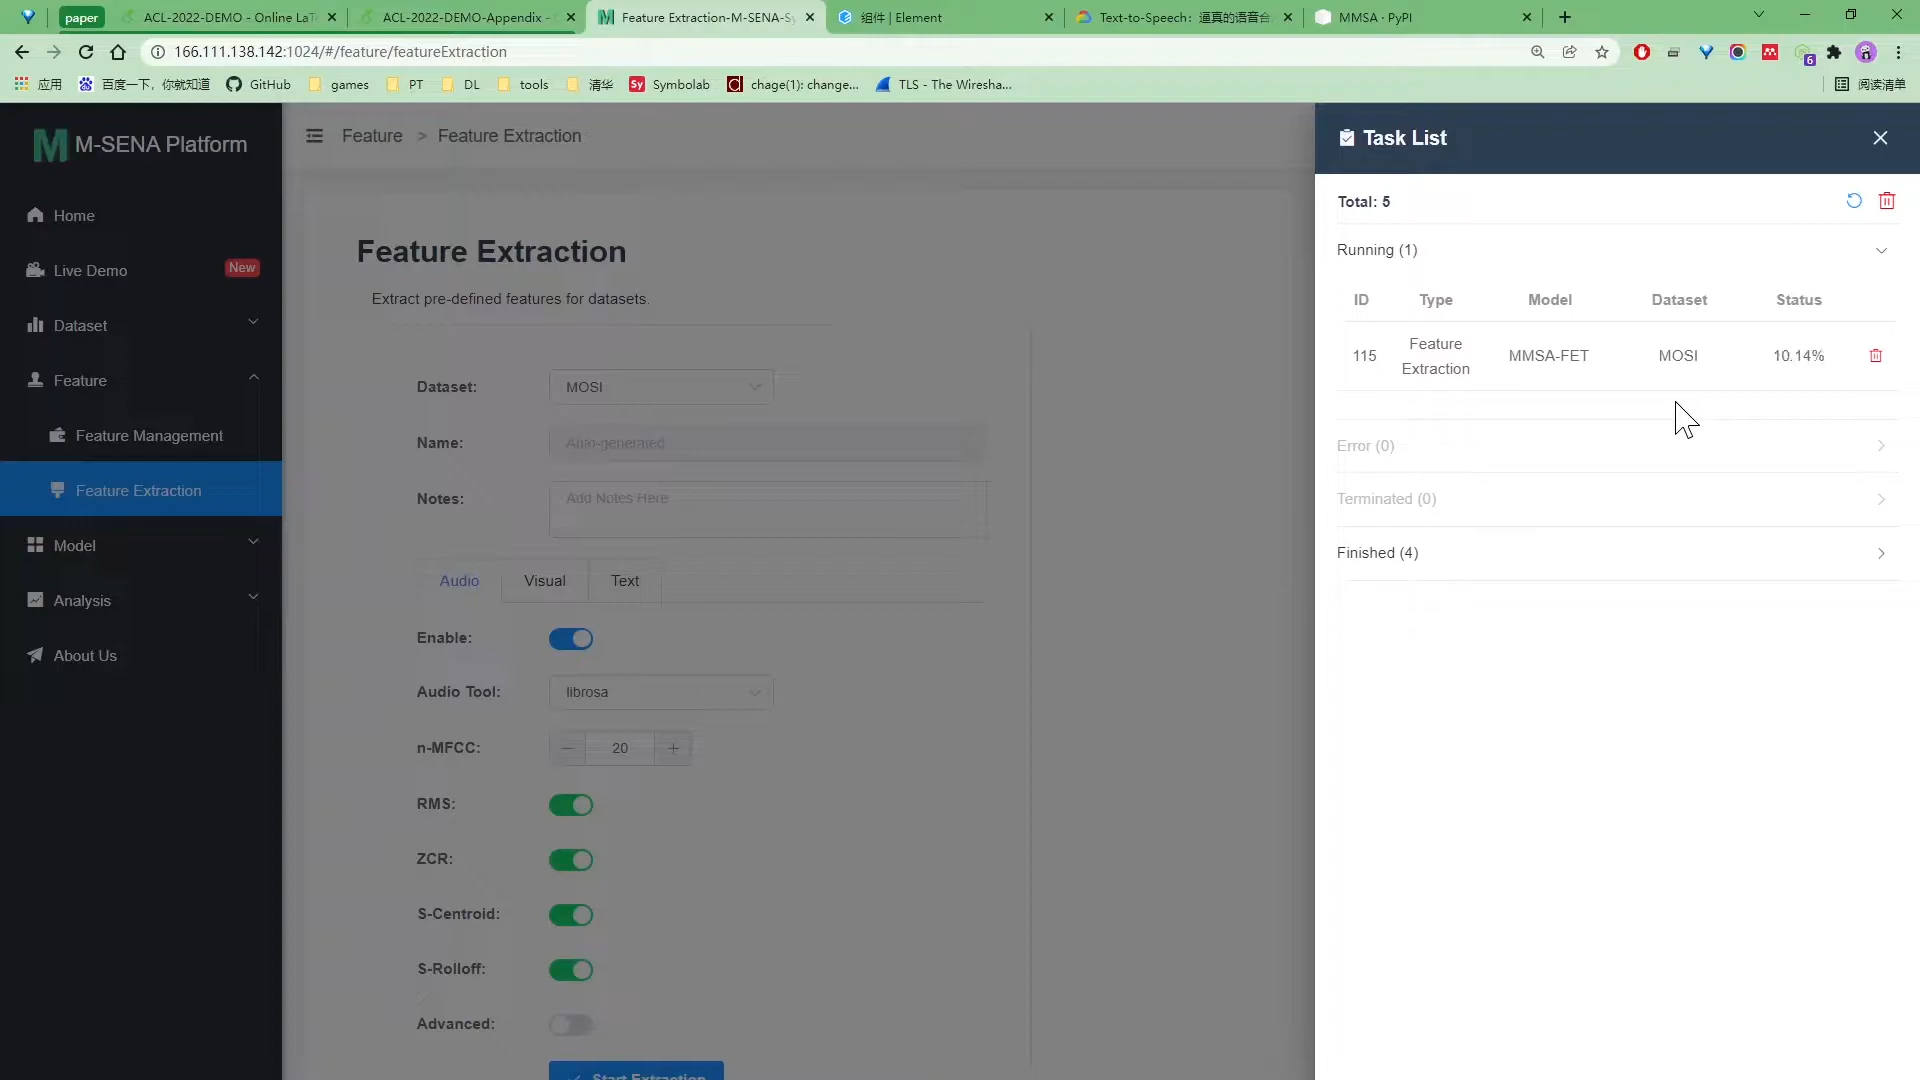 paper
ACL-2022-DEMO - Online LaT
ACL-2022-DEMO-Appendix -
Feature Extraction-M-SENA-Sy
组件 | Element
Text-to-Speech：逼真的语音合
MMSA · PyPI
166.111.138.142:1024/#/feature/featureExtraction
6
应用
百度一下，你就知道
GitHub
games
PT
DL
tools
清华
Sy Symbolab
chage(1): change...
TLS - The Wiresha...
阅读清单
M-SENA Platform
Home
Live Demo
New
Dataset
Feature
Feature Management
Feature Extraction
Model
Analysis
About Us
Feature > Feature Extraction
Feature Extraction
Extract pre-defined features for datasets.
Dataset: MOSI
Name: Auto-generated
Notes: Add Notes Here
Audio Visual Text
Enable:
Audio Tool: librosa
n-MFCC: 20
RMS:
ZCR:
S-Centroid:
S-Rolloff:
Advanced:
Start Extraction
Task List
Total: 5
Running (1)
ID Type Model Dataset Status
115 Feature Extraction MMSA-FET MOSI 10.14%
Error (0)
Terminated (0)
Finished (4)